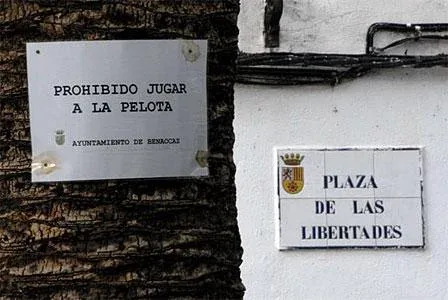 PROHIBIDO JUGAR
A LA PELOTA
AYUNTAMIENTO DE BENAOCAZ
PLAZA
DE LAS
LIBERTADES